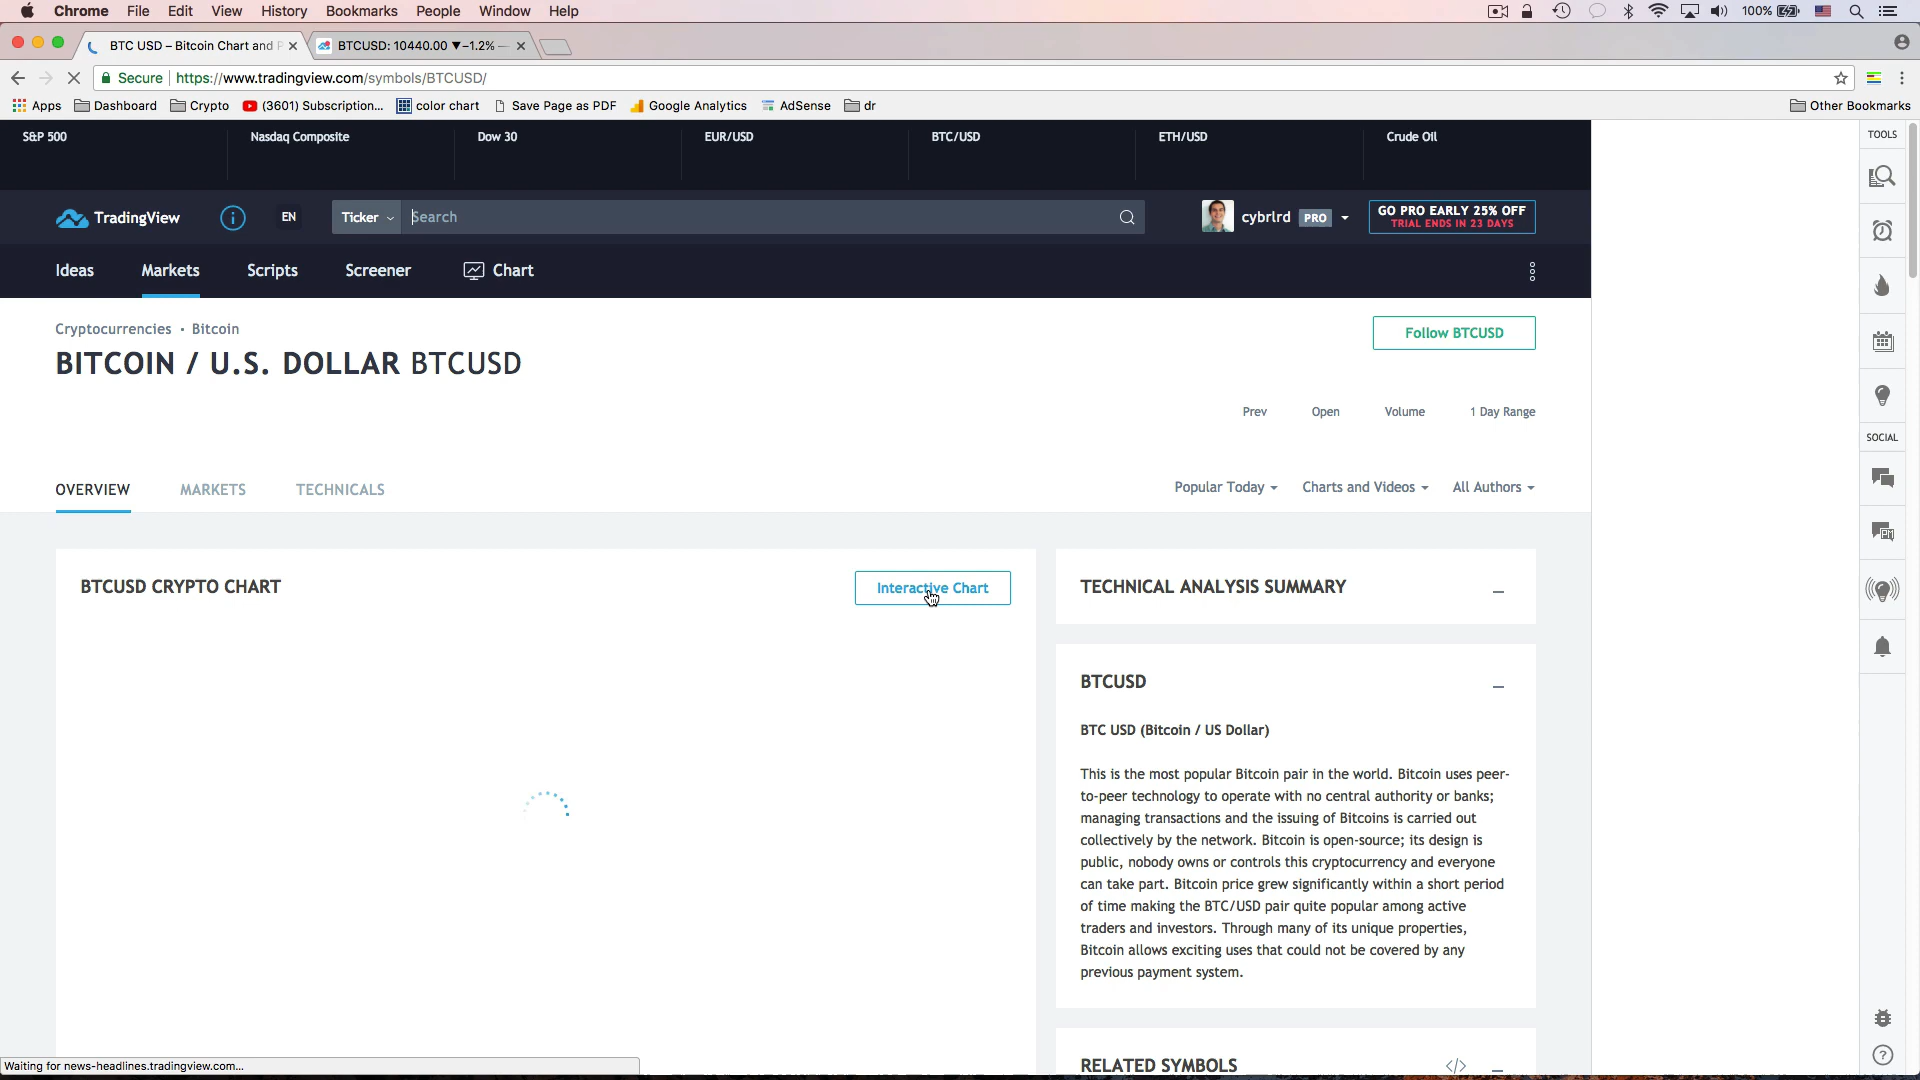 Chrome File Edit View History Bookmarks People Window Help 100%
BTC USD – Bitcoin Chart and P BTCUSD: 10440.00 ▼−1.2% —
Secure https://www.tradingview.com/symbols/BTCUSD/
Apps Dashboard Crypto (3601) Subscription... color chart Save Page as PDF Google Analytics AdSense dr Other Bookmarks
S&P 500 Nasdaq Composite Dow 30 EUR/USD BTC/USD ETH/USD Crude Oil
TOOLS
TradingView EN Ticker Search cybrlrd PRO GO PRO EARLY 25% OFF
TRIAL ENDS IN 23 DAYS
Ideas Markets Scripts Screener Chart
Cryptocurrencies • Bitcoin
Follow BTCUSD
BITCOIN / U.S. DOLLAR BTCUSD
Prev Open Volume 1 Day Range
SOCIAL
OVERVIEW MARKETS TECHNICALS Popular Today Charts and Videos All Authors
BTCUSD CRYPTO CHART Interactive Chart
TECHNICAL ANALYSIS SUMMARY
BTCUSD
BTC USD (Bitcoin / US Dollar)
This is the most popular Bitcoin pair in the world. Bitcoin uses peer-
to-peer technology to operate with no central authority or banks;
managing transactions and the issuing of Bitcoins is carried out
collectively by the network. Bitcoin is open-source; its design is
public, nobody owns or controls this cryptocurrency and everyone
can take part. Bitcoin price grew significantly within a short period
of time making the BTC/USD pair quite popular among active
traders and investors. Through many of its unique properties,
Bitcoin allows exciting uses that could not be covered by any
previous payment system.
RELATED SYMBOLS </>
Waiting for news-headlines.tradingview.com...